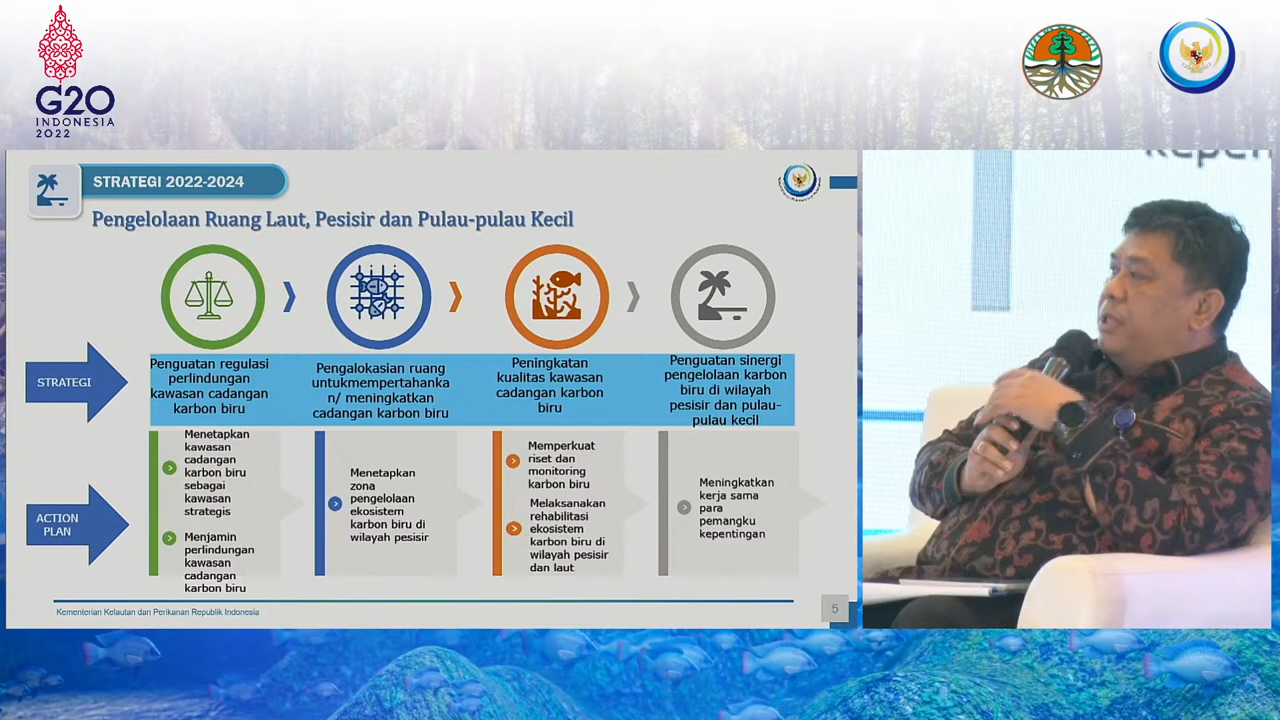 G20
INDONESIA
2022
STRATEGI 2022-2024
Pengelolaan Ruang Laut, Pesisir dan Pulau-pulau Kecil
STRATEGI
Penguatan regulasi
perlindungan
kawasan cadangan
karbon biru
Pengalokasian ruang
untukmempertahanka
n/ meningkatkan
cadangan karbon biru
Peningkatan
kualitas kawasan
cadangan karbon
biru
Penguatan sinergi
pengelolaan karbon
biru di wilayah
pesisir dan pulau-
pulau kecil
ACTION
PLAN
Menetapkan
kawasan
cadangan
karbon biru
sebagai
kawasan
strategis
Menjamin
perlindungan
kawasan
cadangan
karbon biru
Menetapkan
zona
pengelolaan
ekosistem
karbon biru di
wilayah pesisir
Memperkuat
riset dan
monitoring
karbon biru
Melaksanakan
rehabilitasi
ekosistem
karbon biru di
wilayah pesisir
dan laut
Meningkatkan
kerja sama
para
pemangku
kepentingan
Kementerian Kelautan dan Perikanan Republik Indonesia
5